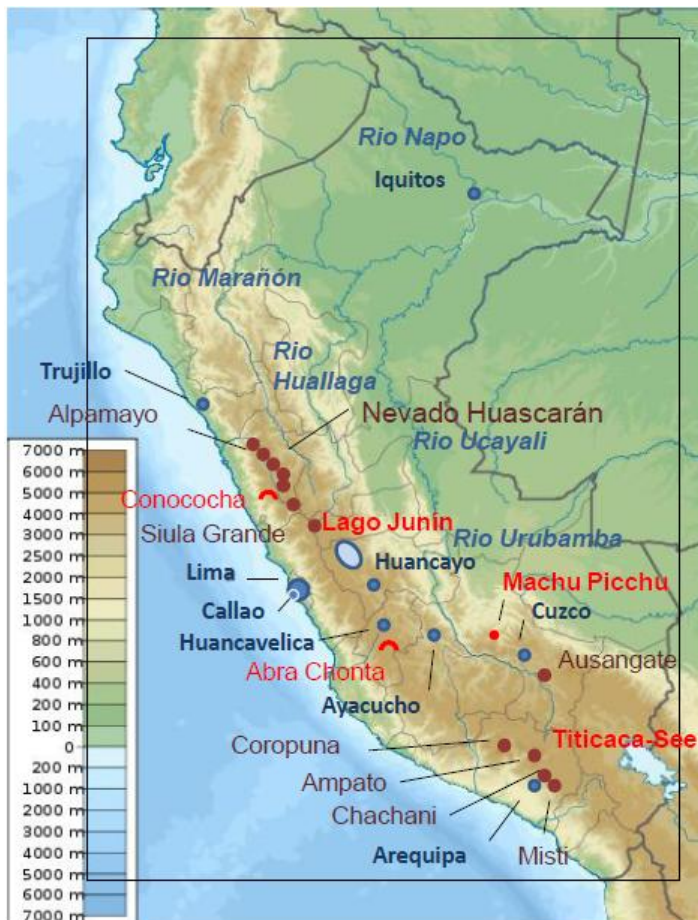 Rio Napo
Iquitos
Rio Marañón
Rio
Huallaga
Trujillo
Alpamayo
Nevado Huascarán
Rio Ucayali
7000 m
6000 m
5000 m
4000 m
3000 m
2500 m
2000 m
1500 m
1000 m
800 m
600 m
400 m
200 m
100 m
0
200 m
1000 m
2000 m
3000 m
4000 m
5000 m
6000 m
7000 m
Conococha
Siula Grande
Lago Junín
Rio Urubamba
Huancayo
Lima
Machu Picchu
Callao
Cuzco
Huancavelica
Abra Chonta
Ausangate
Ayacucho
Coropuna
Titicaca-See
Ampato
Chachani
Arequipa
Misti